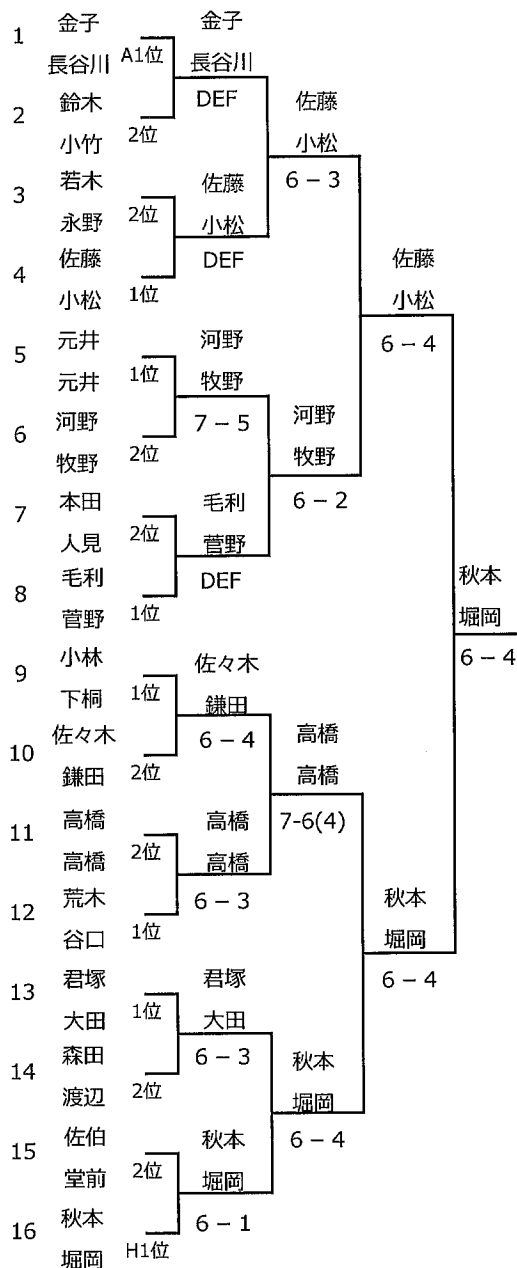 1
金子
長谷川
A1位
2
鈴木
小竹
2位
3
若木
永野
2位
4
佐藤
小松
1位
5
元井
元井
1位
6
河野
牧野
2位
7
本田
人見
2位
8
毛利
菅野
1位
9
小林
下桐
1位
10
佐々木
鎌田
2位
11
高橋
高橋
2位
12
荒木
谷口
1位
13
君塚
大田
1位
14
森田
渡辺
2位
15
佐伯
堂前
2位
16
秋本
堀岡
H1位
金子
長谷川
DEF
佐藤
小松
DEF
河野
牧野
7－5
毛利
菅野
DEF
佐々木
鎌田
6－4
高橋
高橋
6－3
君塚
大田
6－3
秋本
堀岡
6－1
佐藤
小松
6－3
河野
牧野
6－2
高橋
高橋
7-6(4)
秋本
堀岡
6－4
佐藤
小松
6－4
秋本
堀岡
6－4
秋本
堀岡
6－4